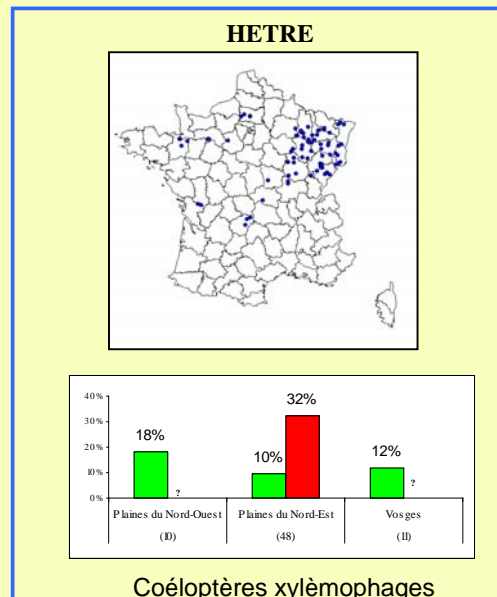 HETRE
40%
30%
20%
10%
0%
18%
?
10%
32%
12%
?
Plaines du Nord-Ouest
Plaines du Nord-Est
Vosges
(10)
(48)
(11)
Coéloptères xylèmophages